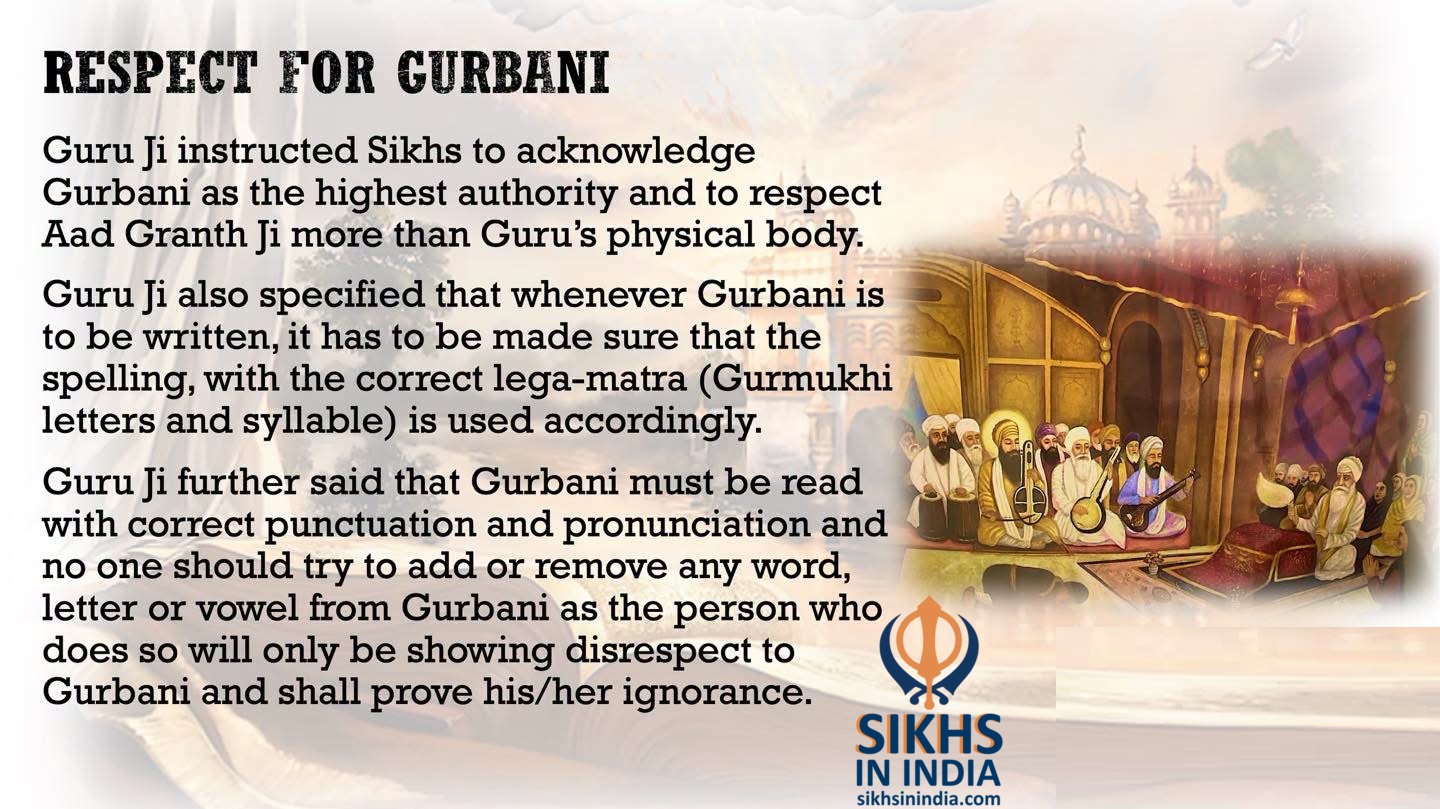 RESPECT FOR GURBANI
Guru Ji instructed Sikhs to acknowledge
Gurbani as the highest authority and to respect
Aad Granth Ji more than Guru’s physical body.
Guru Ji also specified that whenever Gurbani is
to be written, it has to be made sure that the
spelling, with the correct lega-matra (Gurmukhi
letters and syllable) is used accordingly.
Guru Ji further said that Gurbani must be read
with correct punctuation and pronunciation and
no one should try to add or remove any word,
letter or vowel from Gurbani as the person who
does so will only be showing disrespect to
Gurbani and shall prove his/her ignorance.
SIKHS
IN INDIA
sikhsinindia.com